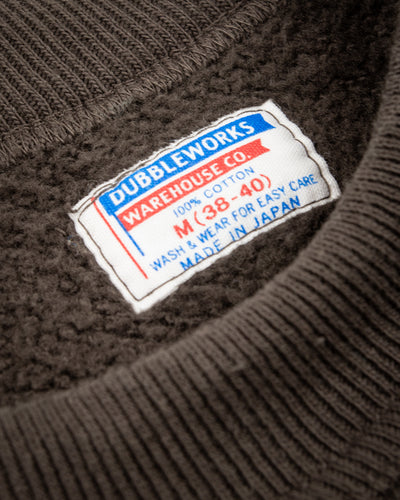 DUBBLEWORKS
WAREHOUSE CO.
100% COTTON
M (38-40)
WASH & WEAR FOR EASY CARE
MADE IN JAPAN